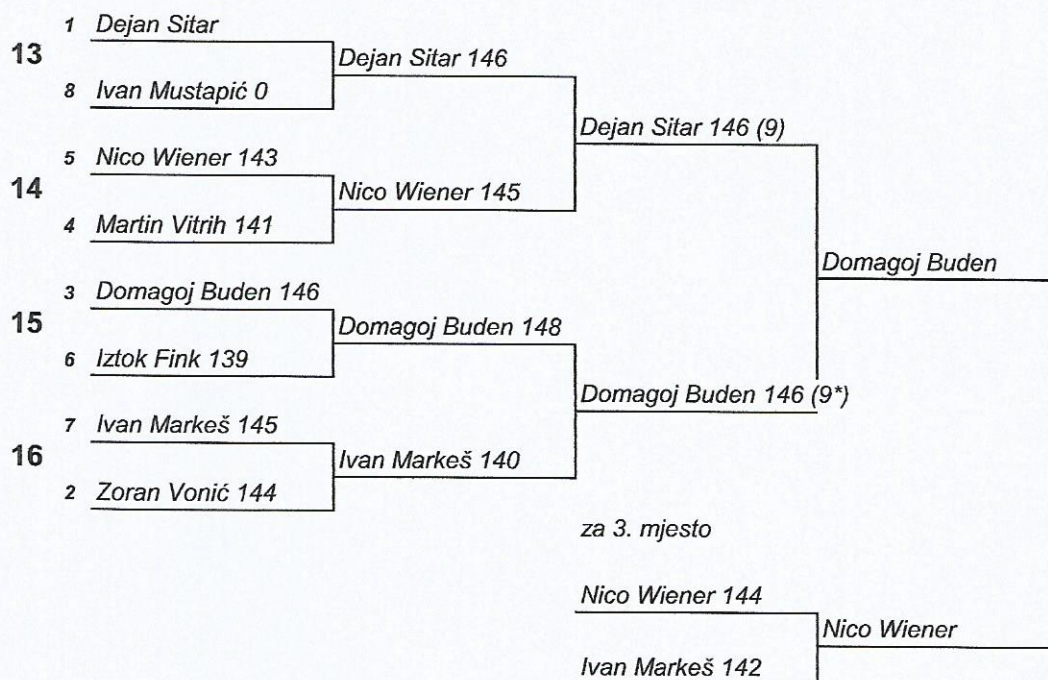 1 Dejan Sitar
13
Dejan Sitar 146
8 Ivan Mustapić 0
Dejan Sitar 146 (9)
5 Nico Wiener 143
14
Nico Wiener 145
4 Martin Vitrih 141
Domagoj Buden
3 Domagoj Buden 146
15
Domagoj Buden 148
6 Iztok Fink 139
Domagoj Buden 146 (9*)
7 Ivan Markeš 145
16
Ivan Markeš 140
2 Zoran Vonić 144
za 3. mjesto
Nico Wiener 144
Nico Wiener
Ivan Markeš 142